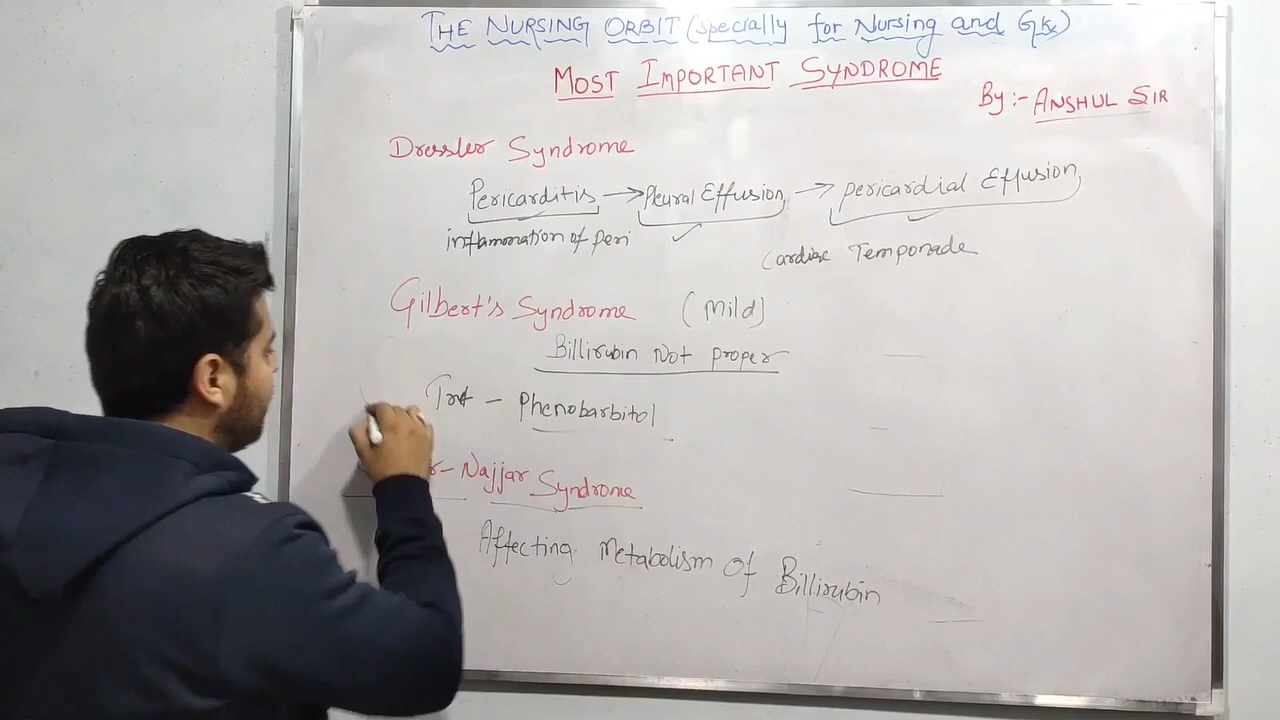 THE NURSING ORBIT (specially for Nursing and GK)
MOST IMPORTANT SYNDROME
By :- ANSHUL SIR
Dressler Syndrome
Pericarditis → Pleural Effusion → Pericardial Effusion
inflammation of Peri
Cardiac Temponade
Gilbert's Syndrome (Mild)
Billirubin Not Proper
Trt - Phenobarbitol
r- Najjar Syndrome
Affecting Metabolism Of Billirubin